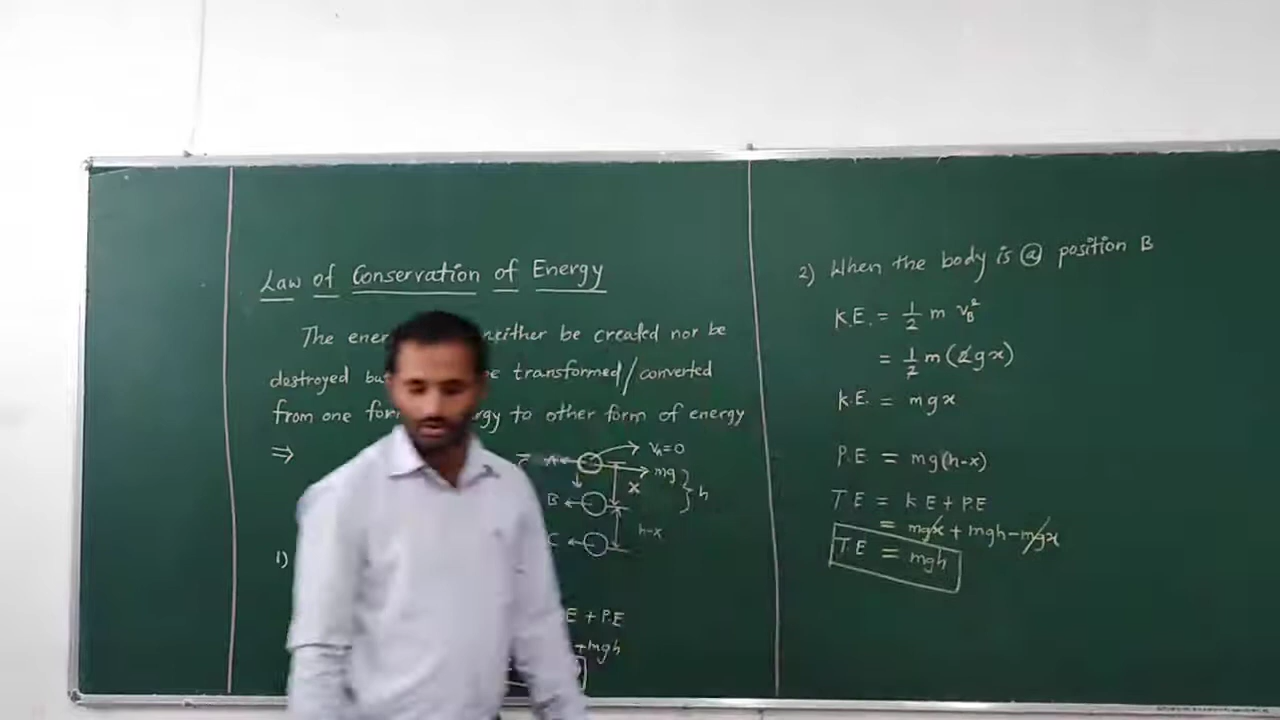 Law of Conservation of Energy
The ener neither be created nor be
destroyed but be transformed/converted
from one for rgy to other form of energy
⇒
A
V_A=0
mg
x
h
B
h-x
C
1)
E + P.E
+mgh
2) When the body is @ position B
K.E. = 1/2 m v_B^2
= 1/2 m (2gx)
K.E. = mgx
P.E = mg(h-x)
T E = K E + P.E
= mgx + mgh-mgx
T.E = mgh